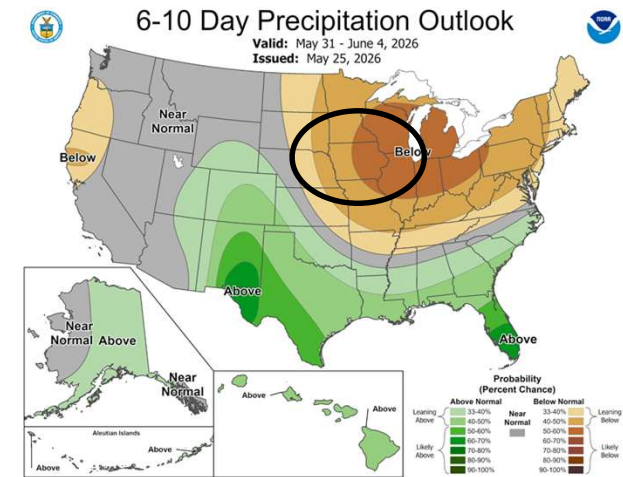 6-10 Day Precipitation Outlook
Valid: May 31 - June 4, 2026
Issued: May 25, 2026
NOAA
Near
Normal
Below
Below
Above
Above
Near
Normal
Above
Near
Normal
Aleutian Islands
Above
Above
Above
Above
Probability
(Percent Chance)
Above Normal
Below Normal
Leaning
Above
33-40%
40-50%
Near
Normal
33-40%
40-50%
Leaning
Below
Likely
Above
50-60%
60-70%
70-80%
80-90%
90-100%
50-60%
60-70%
70-80%
80-90%
90-100%
Likely
Below